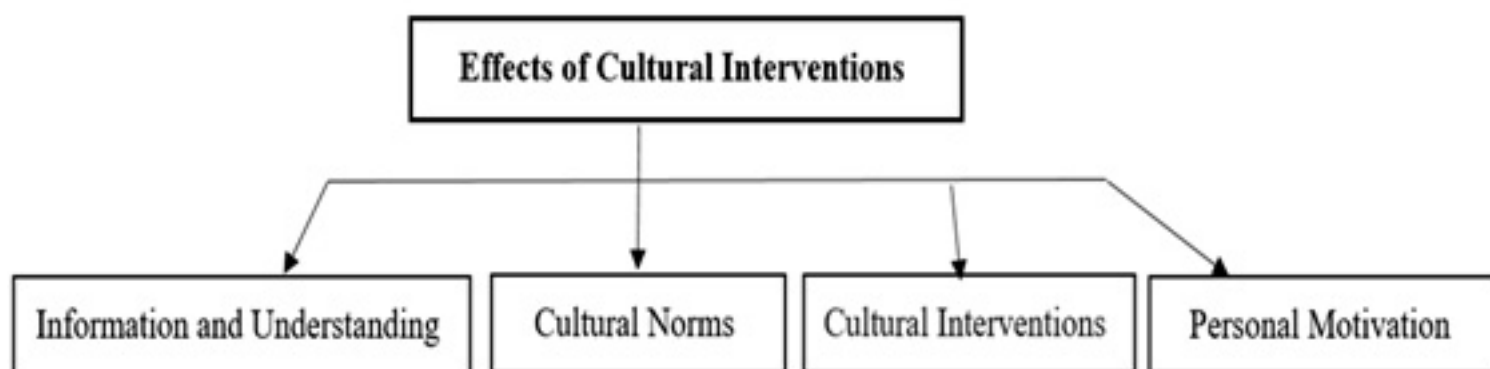 Effects of Cultural Interventions
Information and Understanding
Cultural Norms
Cultural Interventions
Personal Motivation